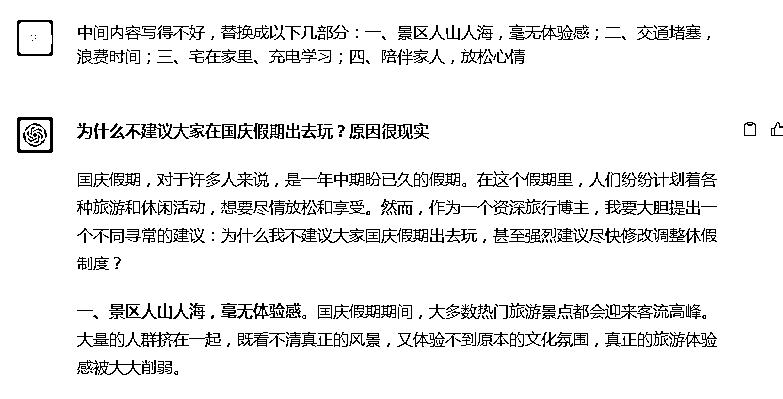 中间内容写得不好，替换成以下几部分：一、景区人山人海，毫无体验感；二、交通堵塞，
浪费时间；三、宅在家里、充电学习；四、陪伴家人，放松心情
为什么不建议大家在国庆假期出去玩？原因很现实
国庆假期，对于许多人来说，是一年中期盼已久的假期。在这个假期里，人们纷纷计划着各
种旅游和休闲活动，想要尽情放松和享受。然而，作为一个资深旅行博主，我要大胆提出一
个不同寻常的建议：为什么我不建议大家国庆假期出去玩，甚至强烈建议尽快修改调整休假
制度？
一、景区人山人海，毫无体验感。国庆假期期间，大多数热门旅游景点都会迎来客流高峰。
大量的人群挤在一起，既看不清真正的风景，又体验不到原本的文化氛围，真正的旅游体验
感被大大削弱。